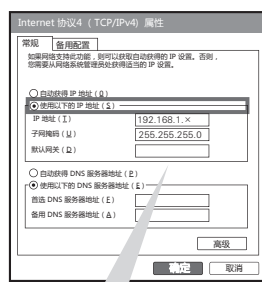 Internet 协议4 （TCP/IPv4) 属性
常规 备用配置
如果网络支持此功能，则可以获取自动获得的 IP 设置。否则，
您需要从网络系统管理员处获得适当的 IP 设置。
自动获得 IP 地址 ( O )
使用以下的 IP 地址 ( S )
IP 地址 ( I ) 192.168.1.×
子网掩码 ( U ) 255.255.255.0
默认网关 ( D )
自动获得 DNS 服务器地址 ( P )
使用以下 DNS 服务器地址 ( E )
首选 DNS 服务器地址 ( F )
备用 DNS 服务器地址 ( A )
高级
确定 取消